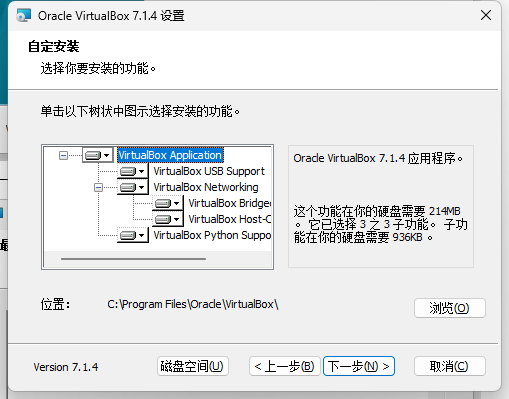 Oracle VirtualBox 7.1.4 设置
自定安装
选择你要安装的功能。
单击以下树状中图示选择安装的功能。
VirtualBox Application
VirtualBox USB Support
VirtualBox Networking
VirtualBox Bridge
VirtualBox Host-O
VirtualBox Python Suppo
Oracle VirtualBox 7.1.4 应用程序。
这个功能在你的硬盘需要 214MB
。 它已选择 3 之 3 子功能。 子功
能在你的硬盘需要 936KB 。
位置： C:\Program Files\Oracle\VirtualBox\
浏览(O)
Version 7.1.4 磁盘空间(U) < 上一步(B) 下一步(N) > 取消(C)